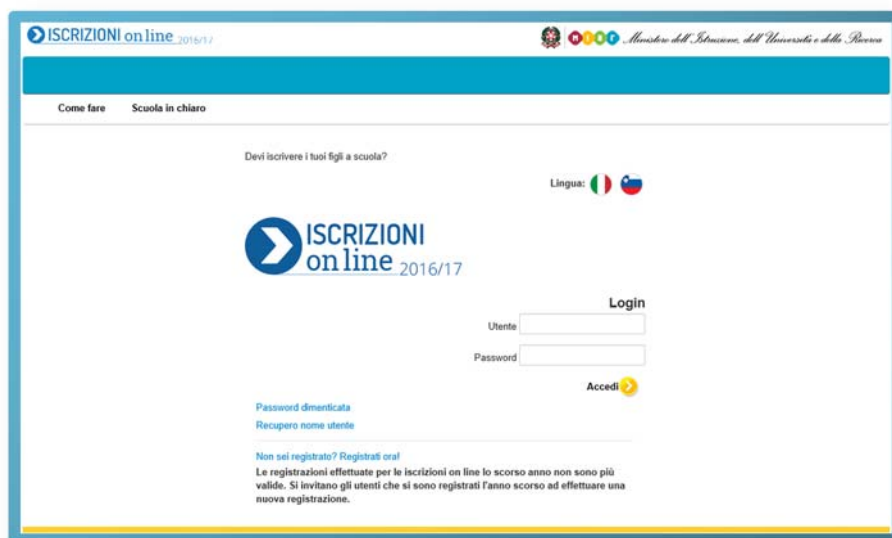 ISCRIZIONI on line 2016/17
MIUR Ministero dell'Istruzione, dell'Università e della Ricerca
Come fare Scuola in chiaro
Devi iscrivere i tuoi figli a scuola?
Lingua:
ISCRIZIONI
on line 2016/17
Login
Utente
Password
Accedi
Password dimenticata
Recupero nome utente
Non sei registrato? Registrati ora!
Le registrazioni effettuate per le iscrizioni on line lo scorso anno non sono più
valide. Si invitano gli utenti che si sono registrati l'anno scorso ad effettuare una
nuova registrazione.